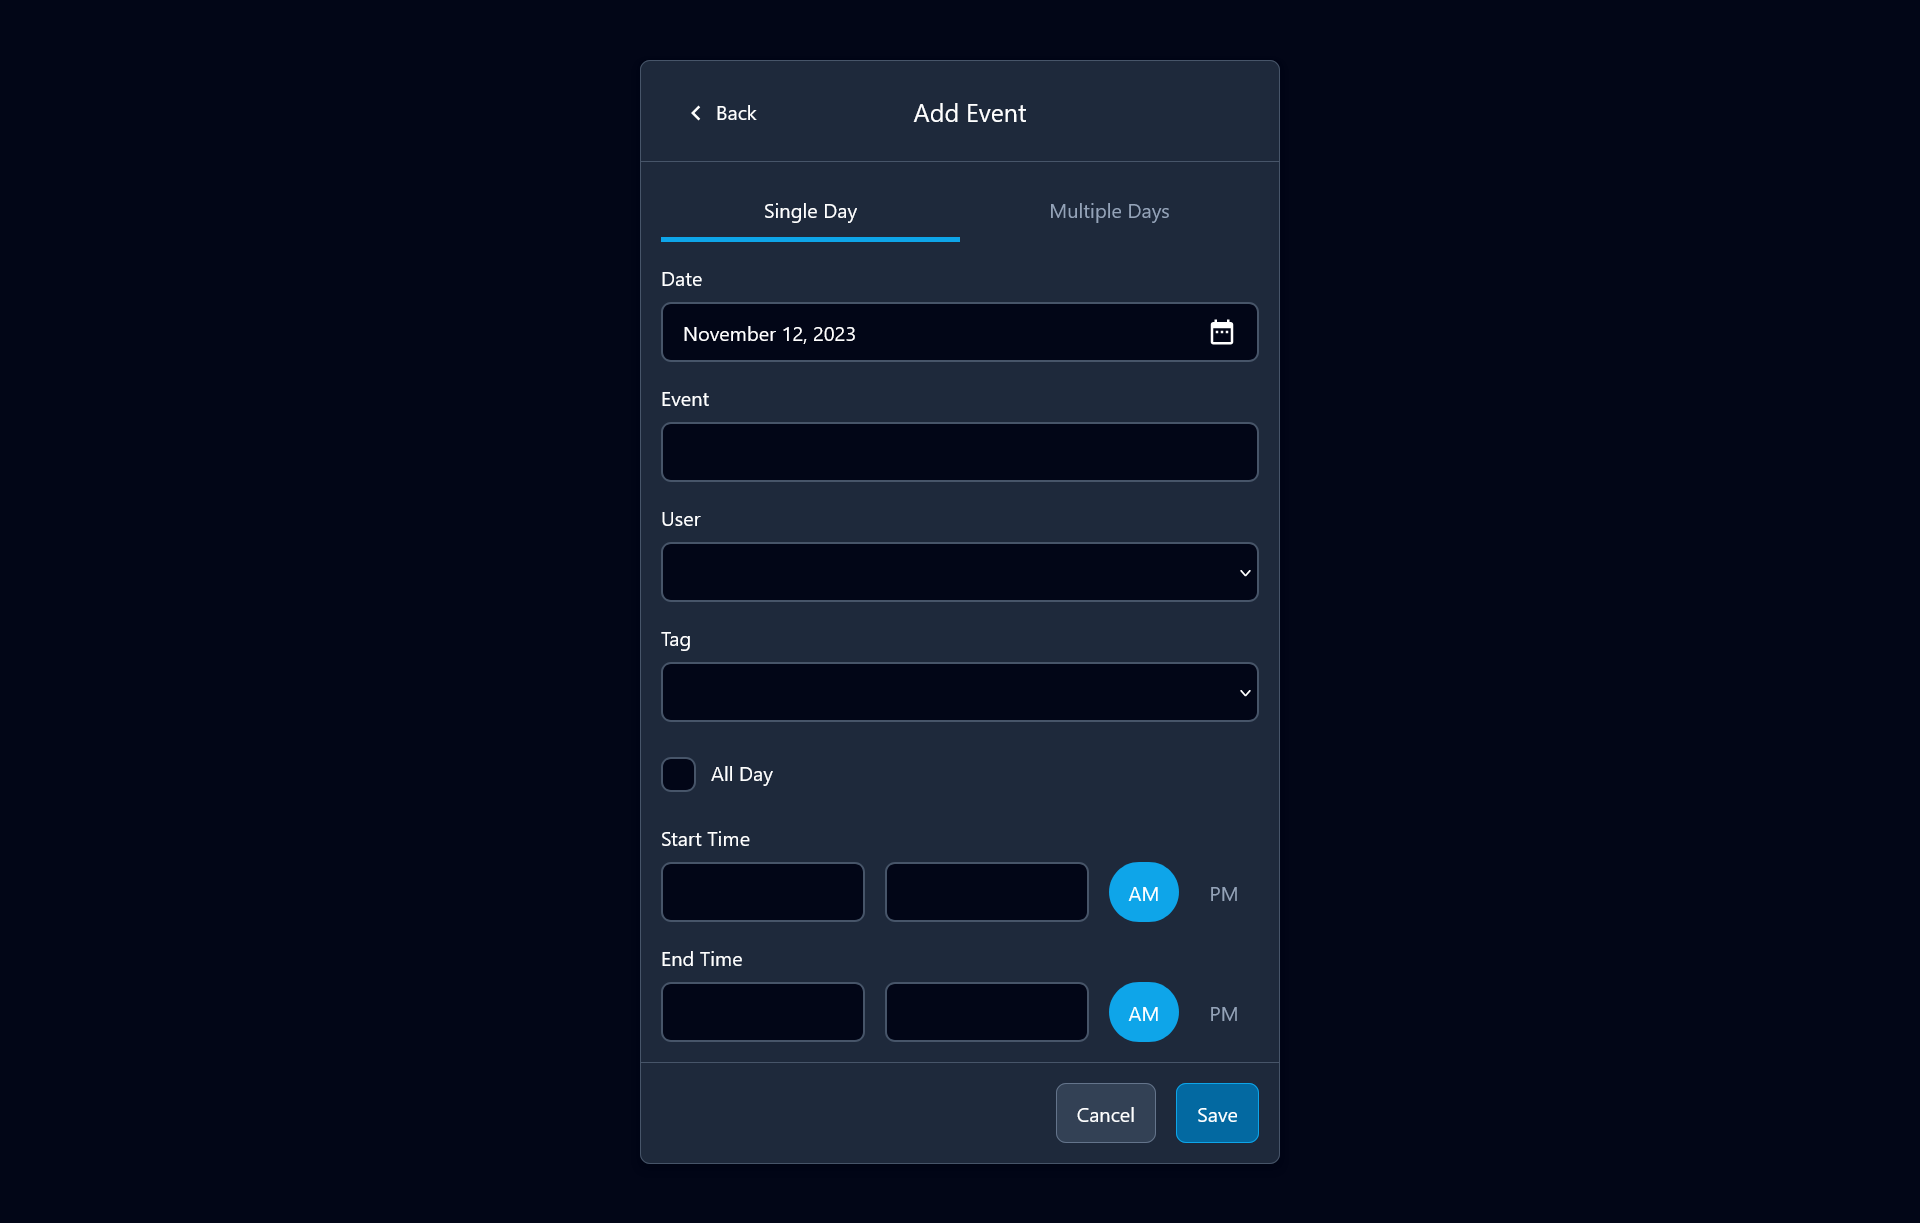 Back
Add Event
Single Day
Multiple Days
Date
November 12, 2023
Event
User
Tag
All Day
Start Time
AM
PM
End Time
AM
PM
Cancel
Save